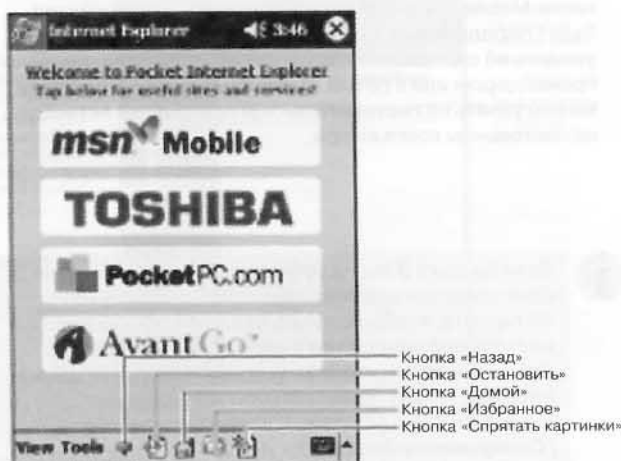 Internet Explorer 3:46
Welcome to Pocket Internet Explorer
Tap below for useful sites and services!
msn Mobile
TOSHIBA
PocketPC.com
AvantGo
Кнопка «Назад»
Кнопка «Остановить»
Кнопка «Домой»
Кнопка «Избранное»
Кнопка «Спрятать картинки»
View Tools